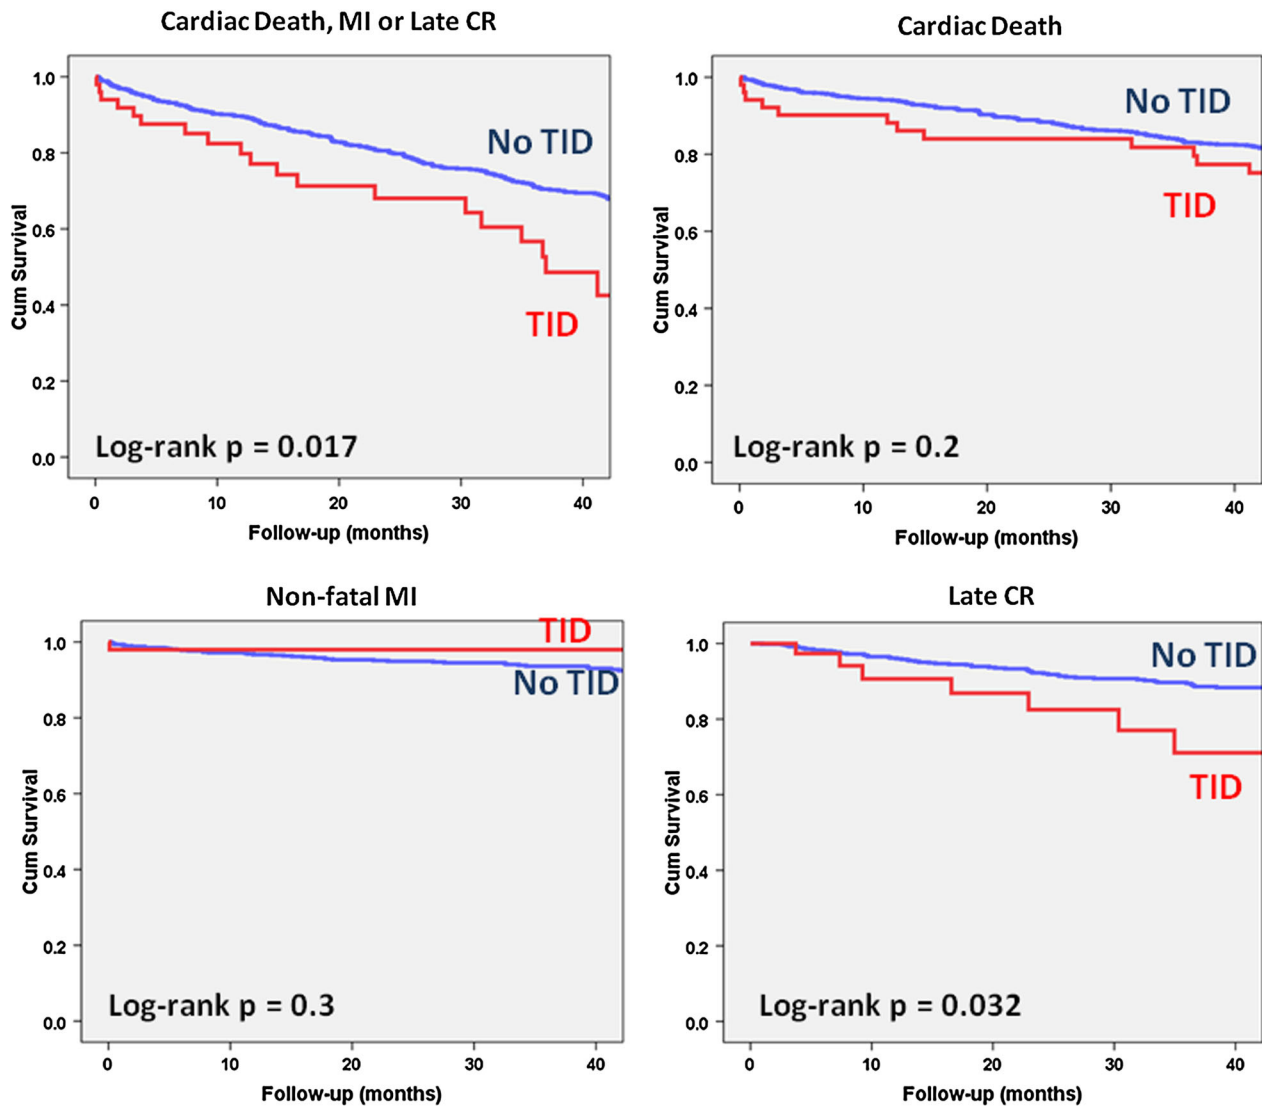 Cardiac Death, MI or Late CR
1.0
0.8
0.6
0.4
0.2
0.0
Cum Survival
No TID
TID
Log-rank p = 0.017
0 10 20 30 40
Follow-up (months)
Cardiac Death
1.0
0.8
0.6
0.4
0.2
0.0
Cum Survival
No TID
TID
Log-rank p = 0.2
0 10 20 30 40
Follow-up (months)
Non-fatal MI
1.0
0.8
0.6
0.4
0.2
0.0
Cum Survival
TID
No TID
Log-rank p = 0.3
0 10 20 30 40
Follow-up (months)
Late CR
1.0
0.8
0.6
0.4
0.2
0.0
Cum Survival
No TID
TID
Log-rank p = 0.032
0 10 20 30 40
Follow-up (months)